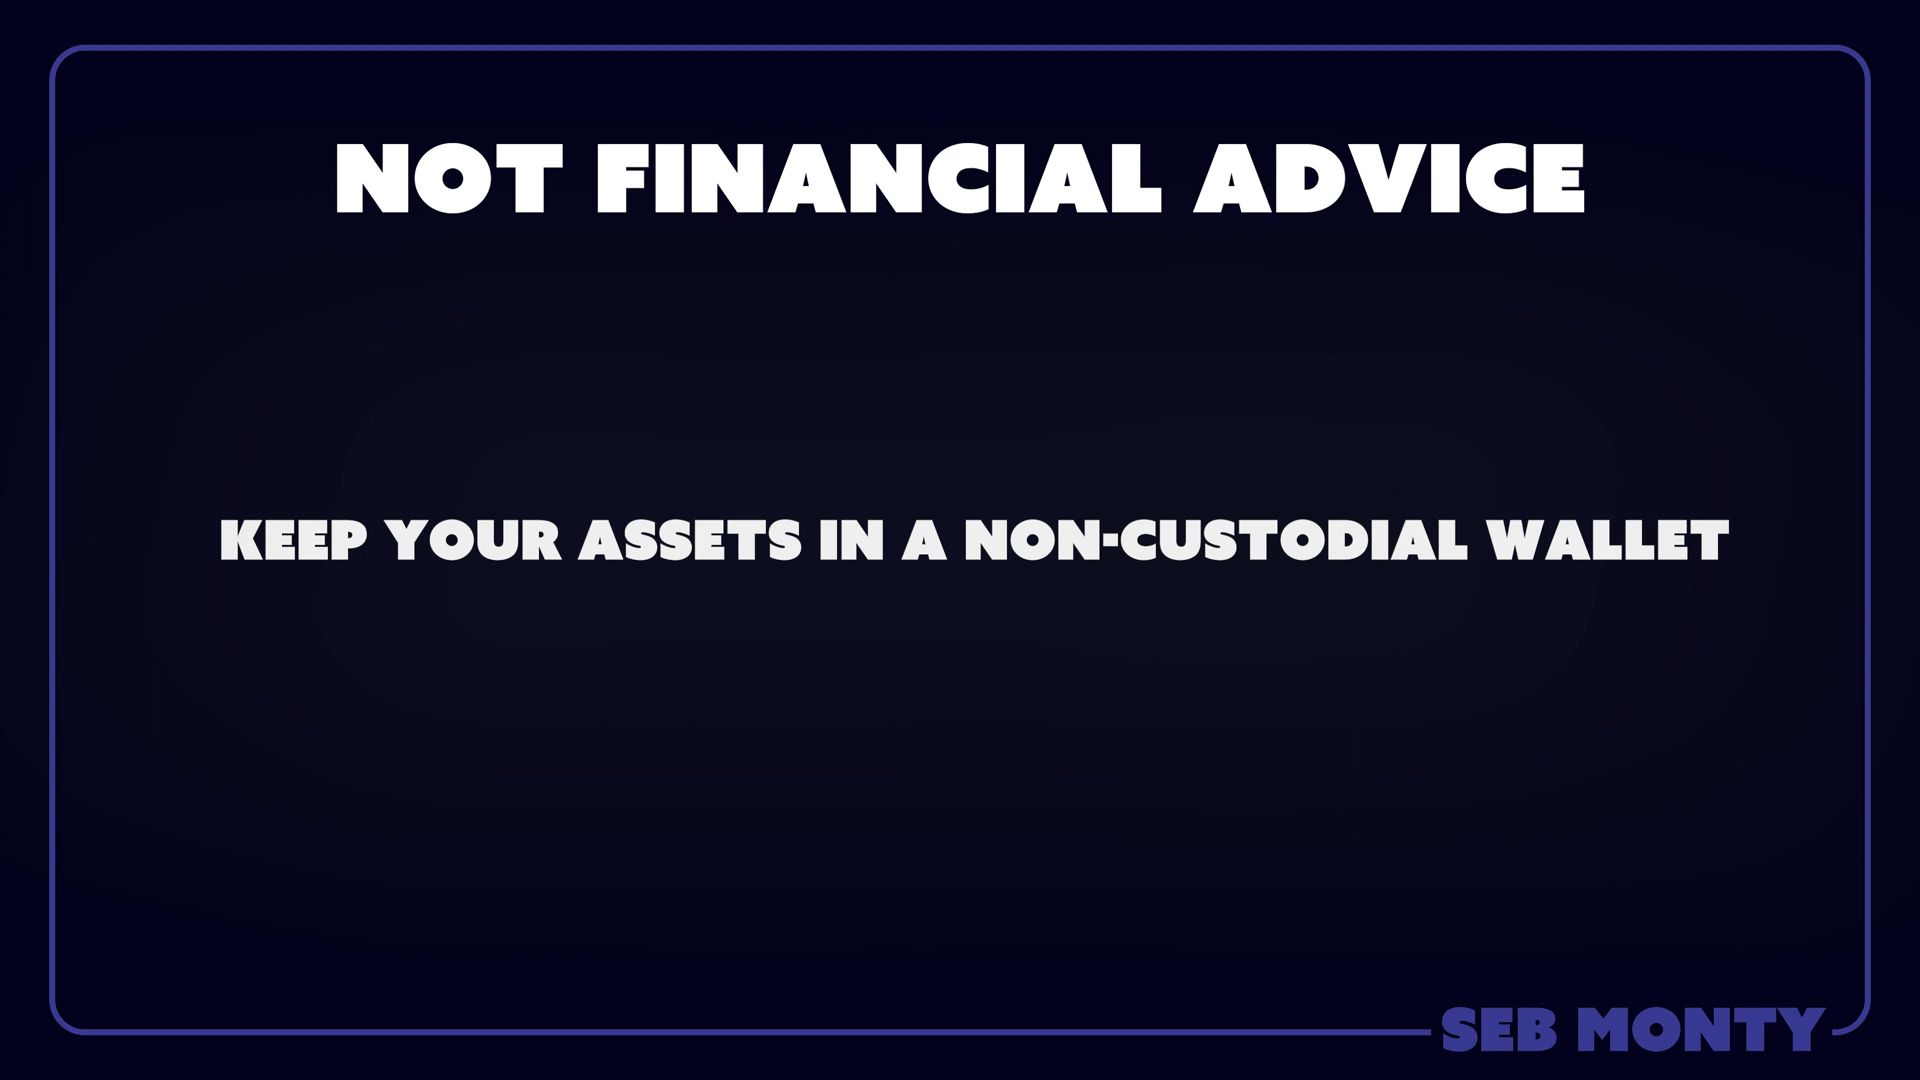 NOT FINANCIAL ADVICE
KEEP YOUR ASSETS IN A NON-CUSTODIAL WALLET
SEB MONTY